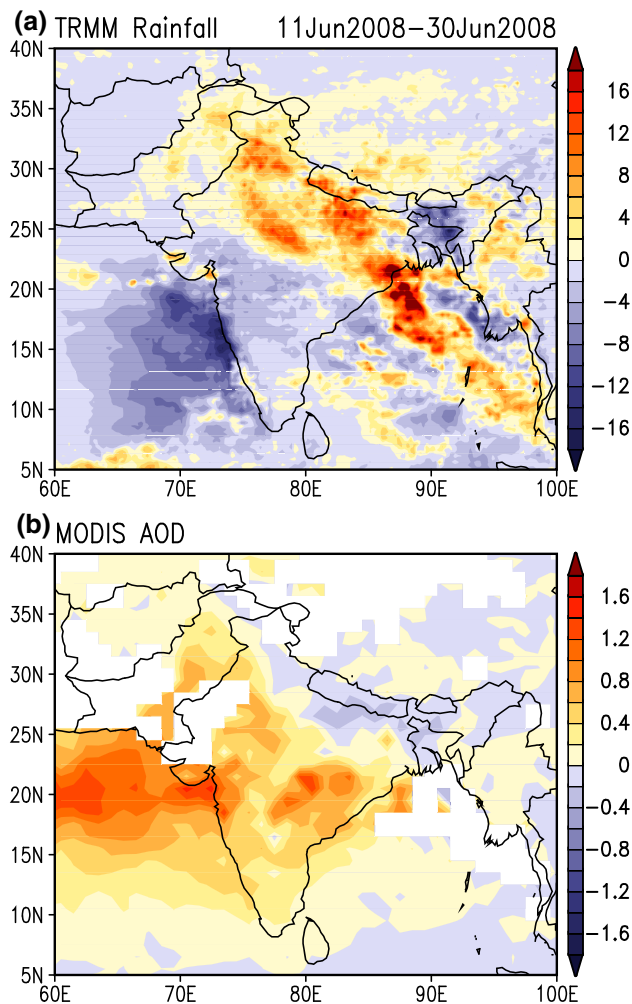 (a) TRMM Rainfall 11Jun2008-30Jun2008
40N
35N
30N
25N
20N
15N
10N
5N
60E 70E 80E 90E 100E
16
12
8
4
0
-4
-8
-12
-16
(b) MODIS AOD
40N
35N
30N
25N
20N
15N
10N
5N
60E 70E 80E 90E 100E
1.6
1.2
0.8
0.4
0
-0.4
-0.8
-1.2
-1.6